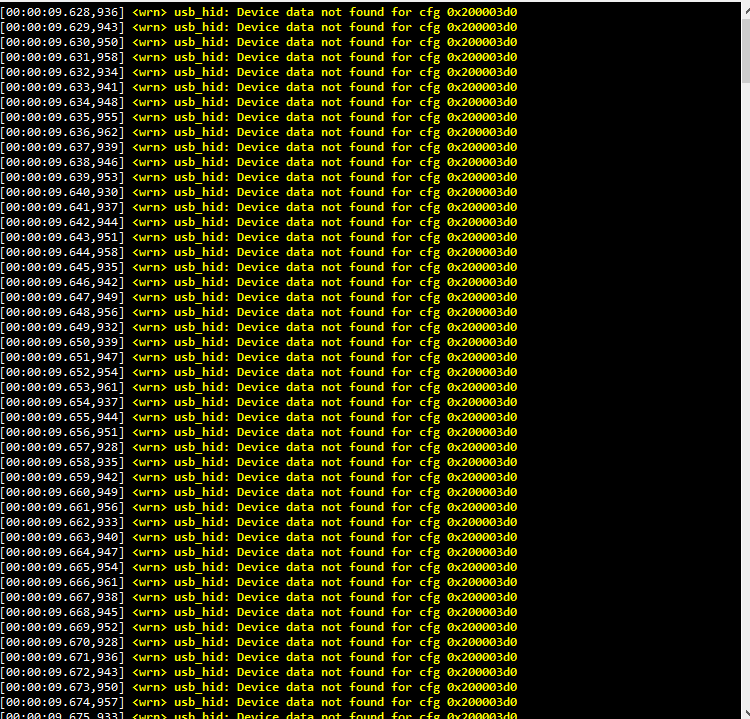 [00:00:09.628,936] <wrn> usb_hid: Device data not found for cfg 0x200003d0
[00:00:09.629,943] <wrn> usb_hid: Device data not found for cfg 0x200003d0
[00:00:09.630,950] <wrn> usb_hid: Device data not found for cfg 0x200003d0
[00:00:09.631,958] <wrn> usb_hid: Device data not found for cfg 0x200003d0
[00:00:09.632,934] <wrn> usb_hid: Device data not found for cfg 0x200003d0
[00:00:09.633,941] <wrn> usb_hid: Device data not found for cfg 0x200003d0
[00:00:09.634,948] <wrn> usb_hid: Device data not found for cfg 0x200003d0
[00:00:09.635,955] <wrn> usb_hid: Device data not found for cfg 0x200003d0
[00:00:09.636,962] <wrn> usb_hid: Device data not found for cfg 0x200003d0
[00:00:09.637,939] <wrn> usb_hid: Device data not found for cfg 0x200003d0
[00:00:09.638,946] <wrn> usb_hid: Device data not found for cfg 0x200003d0
[00:00:09.639,953] <wrn> usb_hid: Device data not found for cfg 0x200003d0
[00:00:09.640,930] <wrn> usb_hid: Device data not found for cfg 0x200003d0
[00:00:09.641,937] <wrn> usb_hid: Device data not found for cfg 0x200003d0
[00:00:09.642,944] <wrn> usb_hid: Device data not found for cfg 0x200003d0
[00:00:09.643,951] <wrn> usb_hid: Device data not found for cfg 0x200003d0
[00:00:09.644,958] <wrn> usb_hid: Device data not found for cfg 0x200003d0
[00:00:09.645,935] <wrn> usb_hid: Device data not found for cfg 0x200003d0
[00:00:09.646,942] <wrn> usb_hid: Device data not found for cfg 0x200003d0
[00:00:09.647,949] <wrn> usb_hid: Device data not found for cfg 0x200003d0
[00:00:09.648,956] <wrn> usb_hid: Device data not found for cfg 0x200003d0
[00:00:09.649,932] <wrn> usb_hid: Device data not found for cfg 0x200003d0
[00:00:09.650,939] <wrn> usb_hid: Device data not found for cfg 0x200003d0
[00:00:09.651,947] <wrn> usb_hid: Device data not found for cfg 0x200003d0
[00:00:09.652,954] <wrn> usb_hid: Device data not found for cfg 0x200003d0
[00:00:09.653,961] <wrn> usb_hid: Device data not found for cfg 0x200003d0
[00:00:09.654,937] <wrn> usb_hid: Device data not found for cfg 0x200003d0
[00:00:09.655,944] <wrn> usb_hid: Device data not found for cfg 0x200003d0
[00:00:09.656,951] <wrn> usb_hid: Device data not found for cfg 0x200003d0
[00:00:09.657,928] <wrn> usb_hid: Device data not found for cfg 0x200003d0
[00:00:09.658,935] <wrn> usb_hid: Device data not found for cfg 0x200003d0
[00:00:09.659,942] <wrn> usb_hid: Device data not found for cfg 0x200003d0
[00:00:09.660,949] <wrn> usb_hid: Device data not found for cfg 0x200003d0
[00:00:09.661,956] <wrn> usb_hid: Device data not found for cfg 0x200003d0
[00:00:09.662,933] <wrn> usb_hid: Device data not found for cfg 0x200003d0
[00:00:09.663,940] <wrn> usb_hid: Device data not found for cfg 0x200003d0
[00:00:09.664,947] <wrn> usb_hid: Device data not found for cfg 0x200003d0
[00:00:09.665,954] <wrn> usb_hid: Device data not found for cfg 0x200003d0
[00:00:09.666,961] <wrn> usb_hid: Device data not found for cfg 0x200003d0
[00:00:09.667,938] <wrn> usb_hid: Device data not found for cfg 0x200003d0
[00:00:09.668,945] <wrn> usb_hid: Device data not found for cfg 0x200003d0
[00:00:09.669,952] <wrn> usb_hid: Device data not found for cfg 0x200003d0
[00:00:09.670,928] <wrn> usb_hid: Device data not found for cfg 0x200003d0
[00:00:09.671,936] <wrn> usb_hid: Device data not found for cfg 0x200003d0
[00:00:09.672,943] <wrn> usb_hid: Device data not found for cfg 0x200003d0
[00:00:09.673,950] <wrn> usb_hid: Device data not found for cfg 0x200003d0
[00:00:09.674,957] <wrn> usb_hid: Device data not found for cfg 0x200003d0
[00:00:09.675,933] <wrn> usb_hid: Device data not found for cfg 0x200003d0